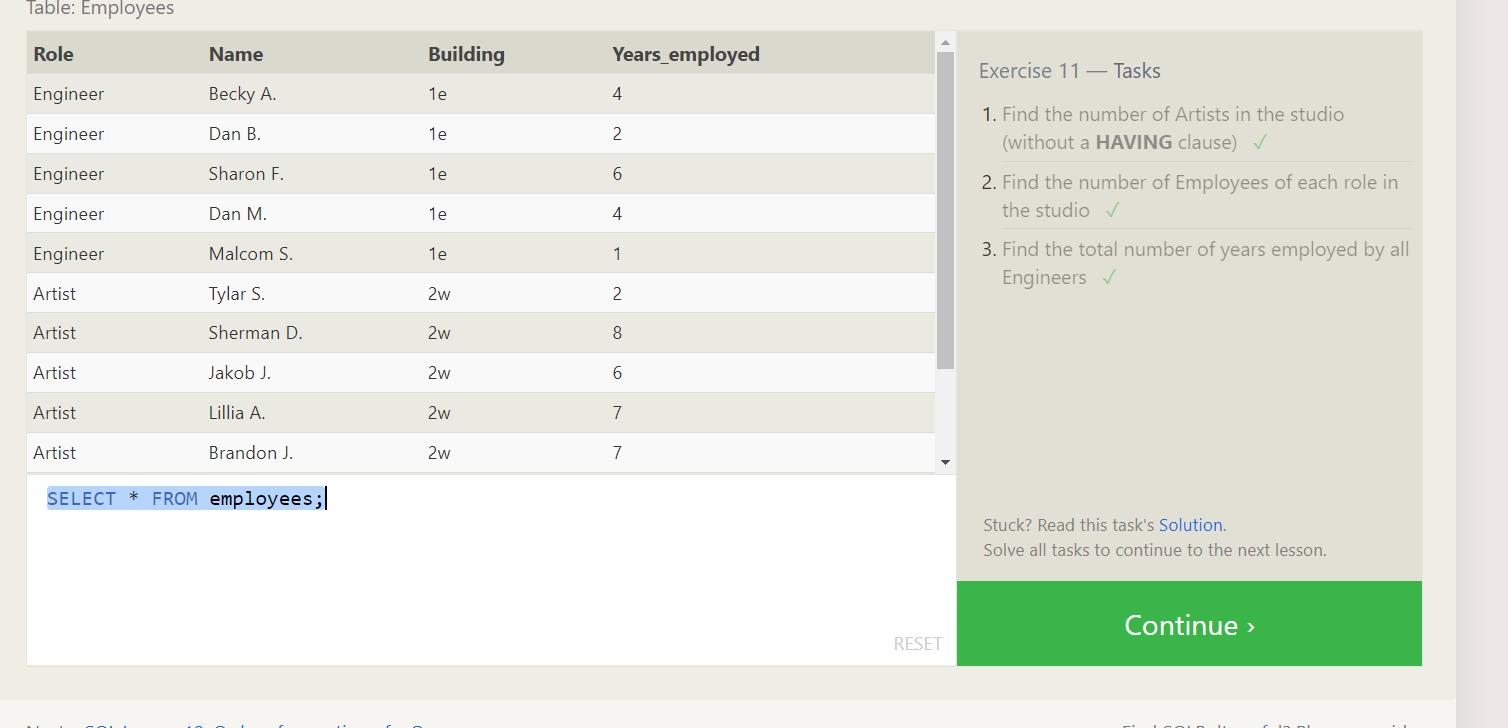 Table: Employees
Role Name Building Years_employed
Engineer Becky A. 1e 4
Engineer Dan B. 1e 2
Engineer Sharon F. 1e 6
Engineer Dan M. 1e 4
Engineer Malcom S. 1e 1
Artist Tylar S. 2w 2
Artist Sherman D. 2w 8
Artist Jakob J. 2w 6
Artist Lillia A. 2w 7
Artist Brandon J. 2w 7
SELECT * FROM employees;
RESET
Exercise 11 — Tasks
1. Find the number of Artists in the studio
(without a HAVING clause) ✓
2. Find the number of Employees of each role in
the studio ✓
3. Find the total number of years employed by all
Engineers ✓
Stuck? Read this task's Solution.
Solve all tasks to continue to the next lesson.
Continue ›